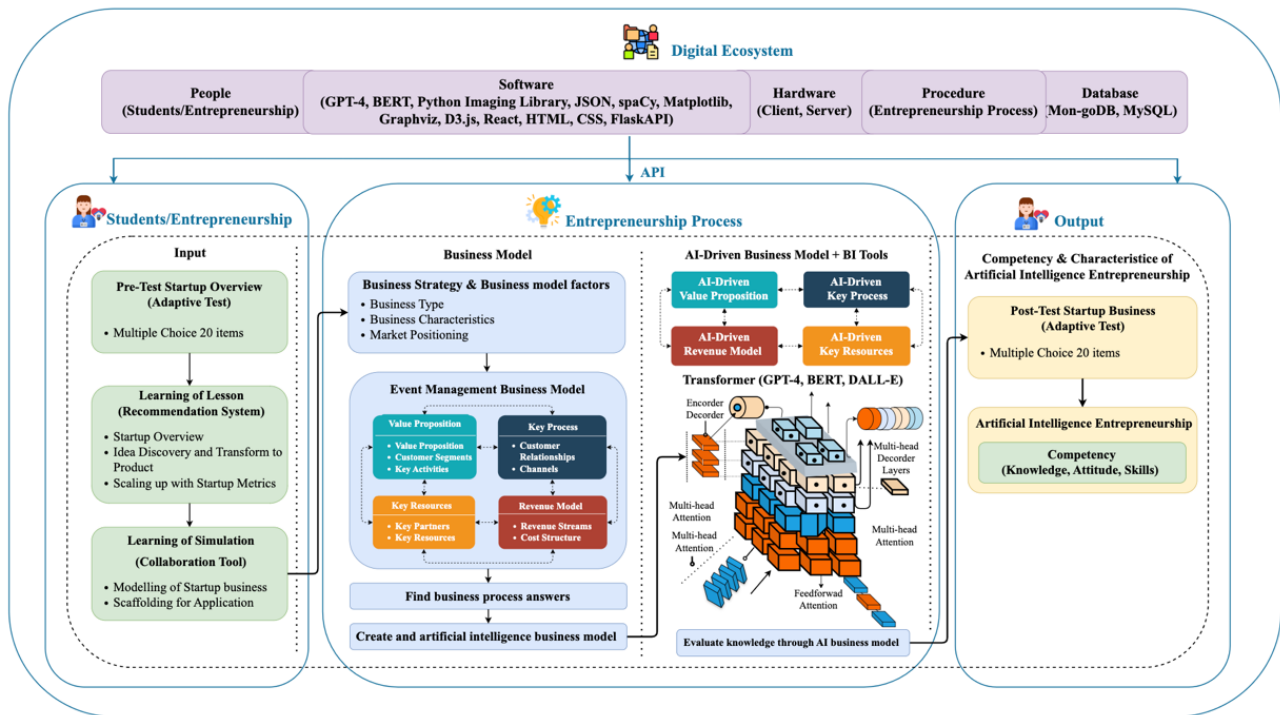 Digital Ecosystem
People
(Students/Entrepreneurship)
Software
(GPT-4, BERT, Python Imaging Library, JSON, spaCy, Matplotlib,
Graphviz, D3.js, React, HTML, CSS, FlaskAPI)
Hardware
(Client, Server)
Procedure
(Entrepreneurship Process)
Database
(Mon-goDB, MySQL)
API
Students/Entrepreneurship
Input
Pre-Test Startup Overview
(Adaptive Test)
• Multiple Choice 20 items
Learning of Lesson
(Recommendation System)
• Startup Overview
• Idea Discovery and Transform to
Product
• Scaling up with Startup Metrics
Learning of Simulation
(Collaboration Tool)
• Modelling of Startup business
• Scaffolding for Application
Entrepreneurship Process
Business Model
Business Strategy & Business model factors
• Business Type
• Business Characteristics
• Market Positioning
Event Management Business Model
Value Proposition
• Value Proposition
• Customer Segments
• Key Activities
Key Process
• Customer
Relationships
• Channels
Key Resources
• Key Partners
• Key Resources
Revenue Model
• Revenue Streams
• Cost Structure
Find business process answers
Create and artificial intelligence business model
AI-Driven Business Model + BI Tools
AI-Driven
Value Proposition
AI-Driven
Key Process
AI-Driven
Revenue Model
AI-Driven
Key Resources
Transformer (GPT-4, BERT, DALL-E)
Encorder
Decorder
Multi-head
Decorder
Layers
Multi-head
Attention
Multi-head
Attention
Multi-head
Attention
Feedforwad
Attention
Evaluate knowledge through AI business model
Output
Competency & Characteristice of
Artificial Intelligence Entrepreneurship
Post-Test Startup Business
(Adaptive Test)
• Multiple Choice 20 items
Artificial Intelligence Entrepreneurship
Competency
(Knowledge, Attitude, Skills)